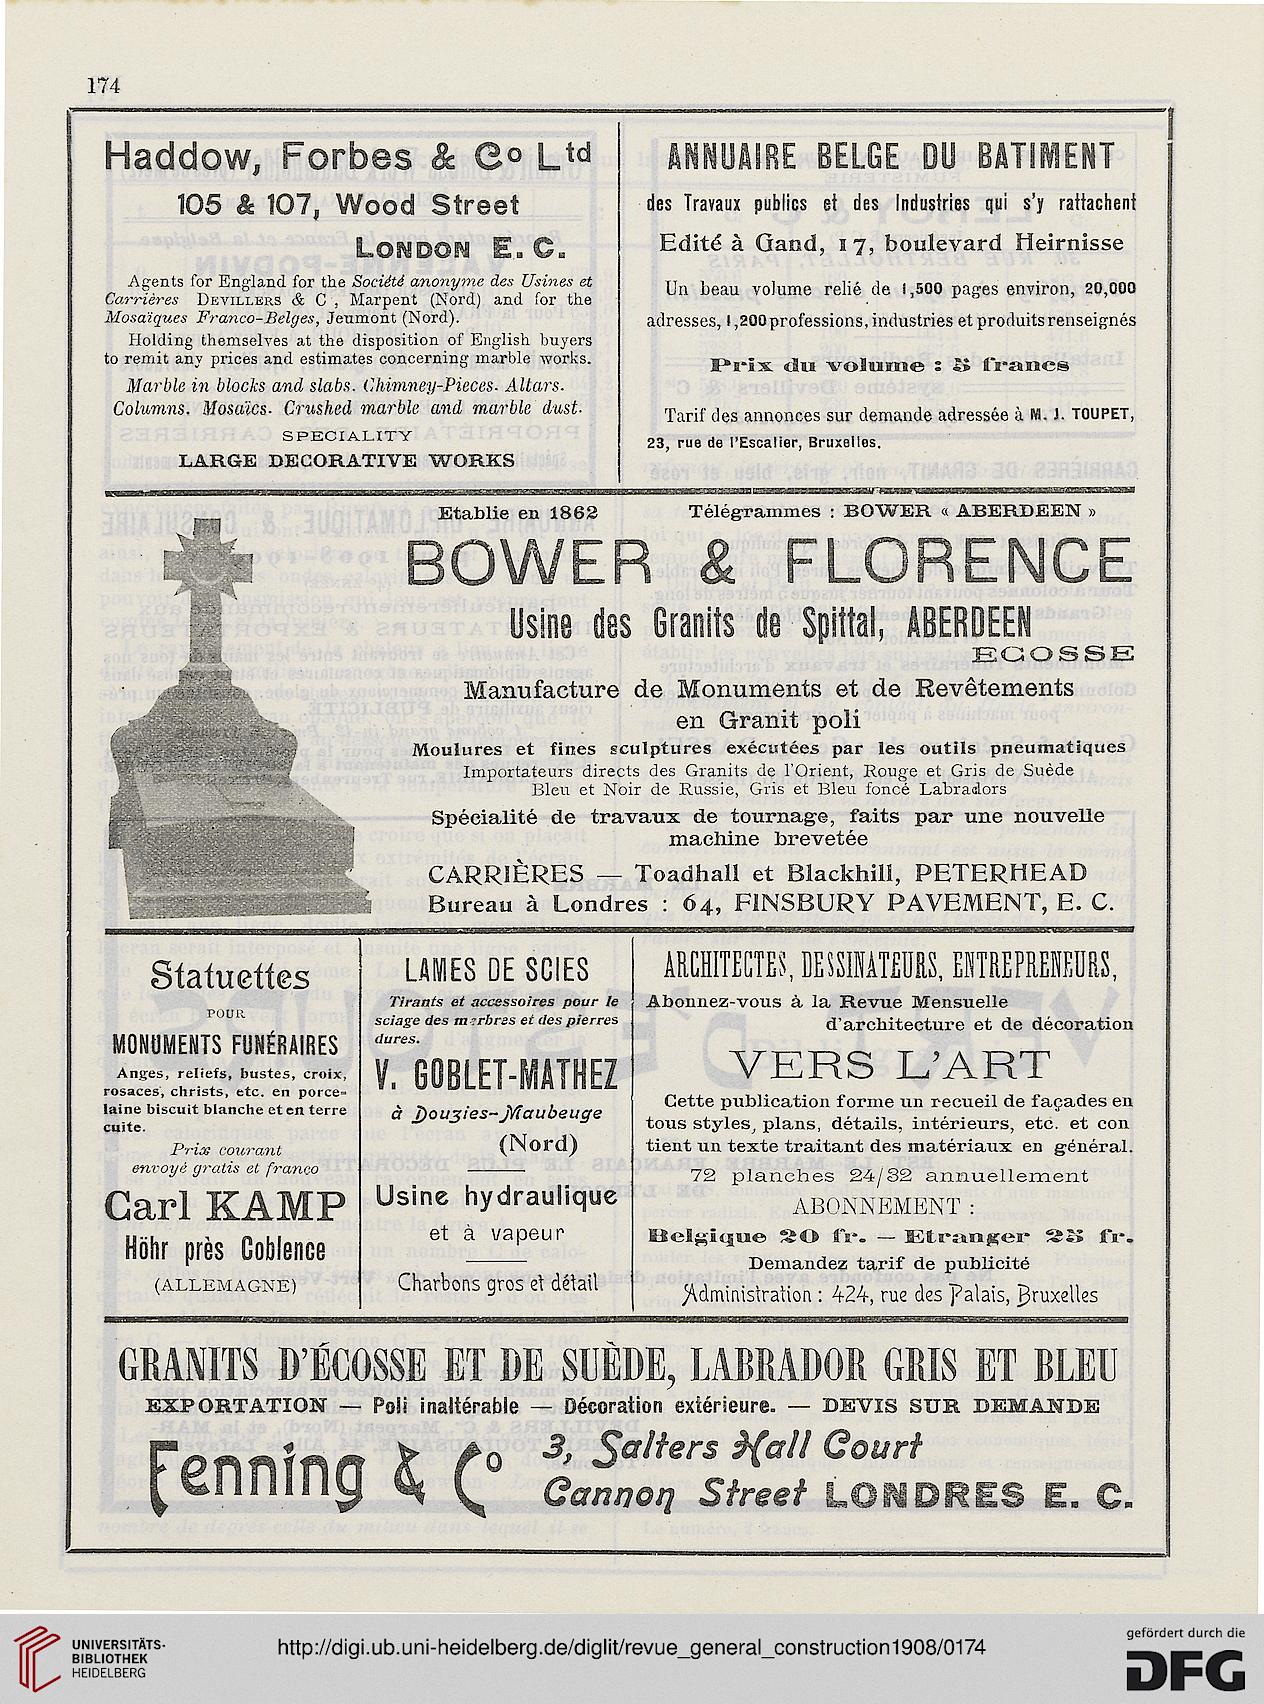 174
Haddow, Forbes & Co Ltd
105 & 107, Wood Street
LONDON E. C.
Agents for England for the Société anonyme des Usines et
Carrières DEVILLERS & C , Marpent (Nord) and for the
Mosaïques Franco-Belges, Jeumont (Nord).
Holding themselves at the disposition of English buyers
to remit any prices and estimates concerning marble works.
Marble in blocks and slabs. Chimney-Pieces. Altars.
Columns. Mosaïcs. Crushed marble and marble dust.
SPECIALITY
LARGE DECORATIVE WORKS
ANNUAIRE BELGE DU BATIMENT
des Travaux publics et des Industries qui s'y rattachent
Edité à Gand, 17, boulevard Heirnisse
Un beau volume relié de 1,500 pages environ, 20,000
adresses, 1,200 professions, industries et produits renseignés
Prix du volume : 5 francs
Tarif des annonces sur demande adressée à M. J. TOUPET,
23, rue de l'Escalier, Bruxelles.
Etablie en 1862
Télégrammes : BOWER « ABERDEEN »
BOWER & FLORENCE
Usine des Granits de Spittal, ABERDEEN
ECOSSE
Manufacture de Monuments et de Revêtements
en Granit poli
Moulures et fines sculptures exécutées par les outils pneumatiques
Importateurs directs des Granits de l'Orient, Rouge et Gris de Suède
Bleu et Noir de Russie, Gris et Bleu foncé Labradors
Spécialité de travaux de tournage, faits par une nouvelle
machine brevetée
CARRIÈRES — Toadhall et Blackhill, PETERHEAD
Bureau à Londres : 64, FINSBURY PAVEMENT, E. C.
Statuettes
POUR
MONUMENTS FUNÉRAIRES
Anges, reliefs, bustes, croix,
rosaces, christs, etc. en porce-
laine biscuit blanche et en terre
cuite.
Prix courant
envoyé gratis et franco
Carl KAMP
Höhr près Coblence
(ALLEMAGNE)
LAMES DE SCIES
Tirants et accessoires pour le
sciage des marbres et des pierres
dures.
V. GOBLET-MATHEZ
à Douzies-Maubeuge
(Nord)
Usine hydraulique
et à vapeur
Charbons gros et détail
ARCHITECTES, DESSINATEURS, ENTREPRENEURS,
Abonnez-vous à la Revue Mensuelle
d'architecture et de décoration
VERS L'ART
Cette publication forme un recueil de façades en
tous styles, plans, détails, intérieurs, etc. et con
tient un texte traitant des matériaux en général.
72 planches 24/32 annuellement
ABONNEMENT :
Belgique 20 fr. — Etranger 25 fr.
Demandez tarif de publicité
Administration : 424, rue des Palais, Bruxelles
GRANITS D'ÉCOSSE ET DE SUÈDE, LABRADOR GRIS ET BLEU
EXPORTATION — Poli inaltérable — Décoration extérieure. — DEVIS SUR DEMANDE
Fenning & Co
3, Salters Hall Court
Cannon Street LONDRES E. C.
UNIVERSITÄTS-
BIBLIOTHEK
HEIDELBERG
http://digi.ub.uni-heidelberg.de/diglit/revue_general_construction1908/0174
gefördert durch die
DFG